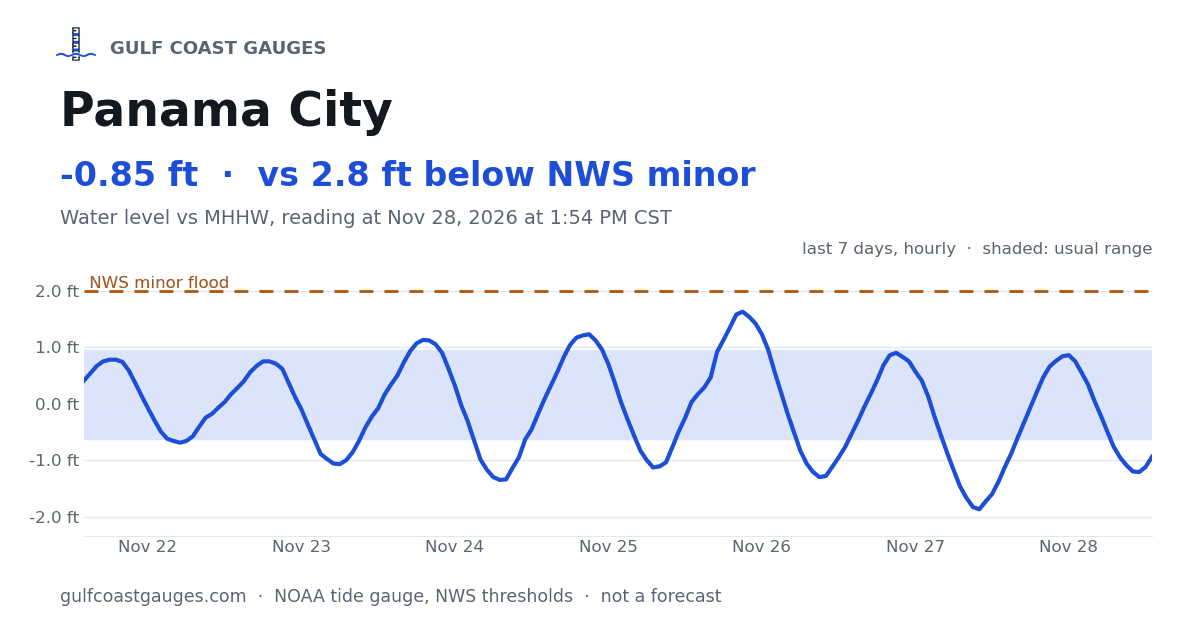 GULF COAST GAUGES
Panama City
-0.85 ft · vs 2.8 ft below NWS minor
Water level vs MHHW, reading at Nov 28, 2026 at 1:54 PM CST
last 7 days, hourly · shaded: usual range
NWS minor flood
2.0 ft
1.0 ft
0.0 ft
-1.0 ft
-2.0 ft
Nov 22 Nov 23 Nov 24 Nov 25 Nov 26 Nov 27 Nov 28
gulfcoastgauges.com · NOAA tide gauge, NWS thresholds · not a forecast